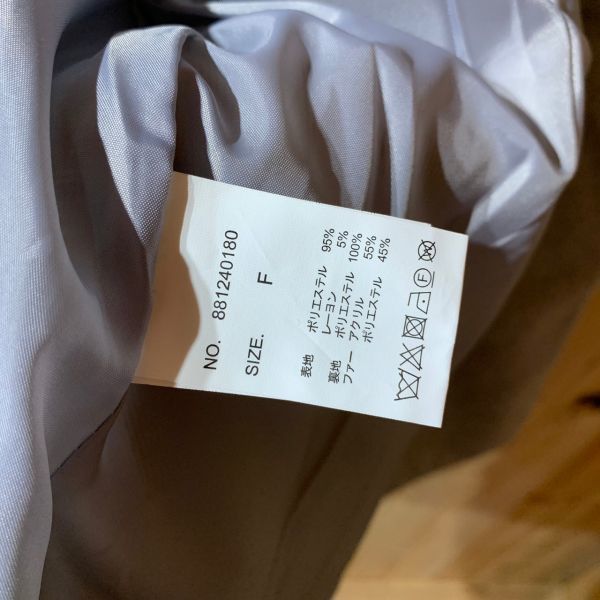 NO. 881240180
SIZE. F
表地 ポリエステル 95%
レーヨン 5%
裏地 ポリエステル 100%
ファー アクリル 55%
ポリエステル 45%